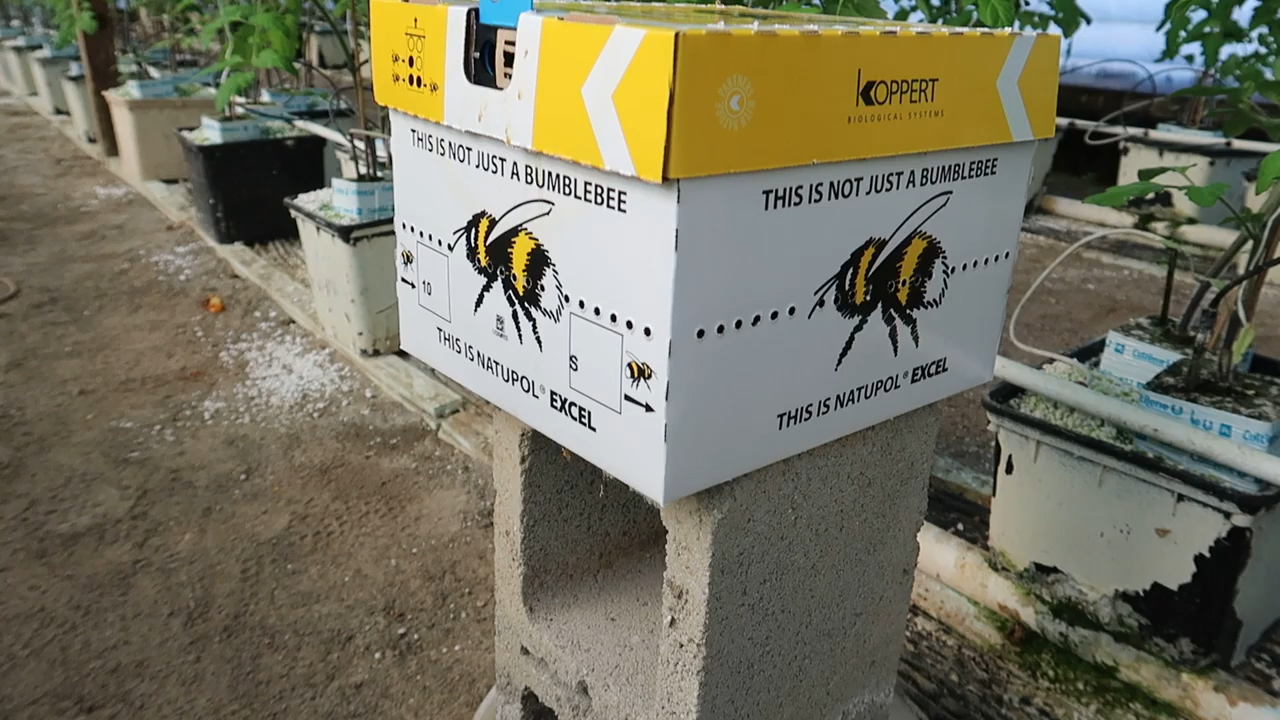 KOPPERT
BIOLOGICAL SYSTEMS
PARTNERS
THIS IS NOT JUST A BUMBLEBEE
10
S
THIS IS NATUPOL® EXCEL
THIS IS NOT JUST A BUMBLEBEE
THIS IS NATUPOL® EXCEL